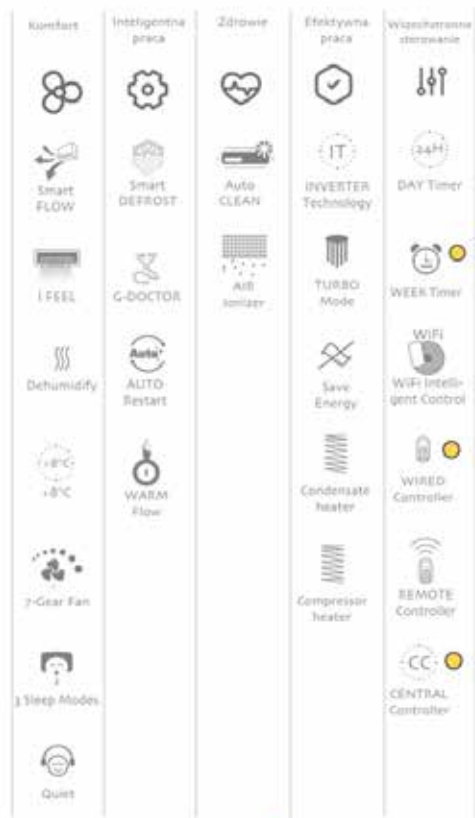 Komfort
Inteligentna
praca
Zdrowie
Efektywna
praca
Wszechstronne
sterowanie
Smart
FLOW
i FEEL
Dehumidify
+8°C
+8°C
7-Gear Fan
3 Sleep Modes
Quiet
Smart
DEFROST
G-DOCTOR
Auto
AUTO
Restart
WARM
Flow
Auto
CLEAN
AIR
Ionizer
IT
INVERTER
Technology
TURBO
Mode
Save
Energy
Condensate
heater
Compressor
heater
24H
DAY Timer
WEEK Timer
WiFi
WiFi Intelli-
gent Control
WIRED
Controller
REMOTE
Controller
CC
CENTRAL
Controller